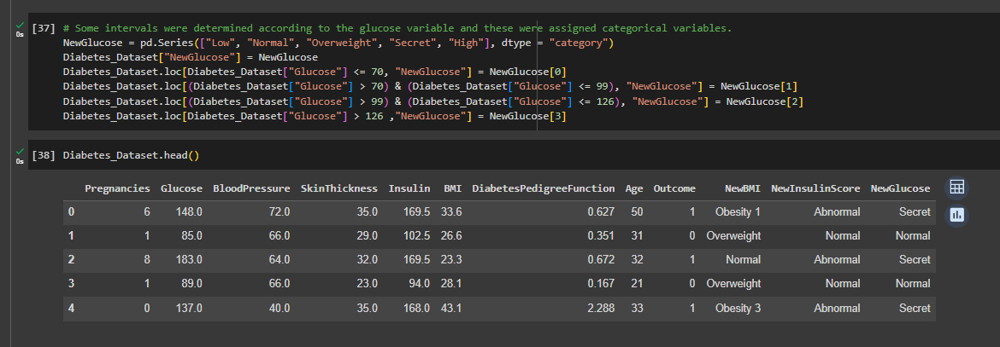 [37] # Some intervals were determined according to the glucose variable and these were assigned categorical variables.
0s NewGlucose = pd.Series(["Low", "Normal", "Overweight", "Secret", "High"], dtype = "category")
Diabetes_Dataset["NewGlucose"] = NewGlucose
Diabetes_Dataset.loc[Diabetes_Dataset["Glucose"] <= 70, "NewGlucose"] = NewGlucose[0]
Diabetes_Dataset.loc[(Diabetes_Dataset["Glucose"] > 70) & (Diabetes_Dataset["Glucose"] <= 99), "NewGlucose"] = NewGlucose[1]
Diabetes_Dataset.loc[(Diabetes_Dataset["Glucose"] > 99) & (Diabetes_Dataset["Glucose"] <= 126), "NewGlucose"] = NewGlucose[2]
Diabetes_Dataset.loc[Diabetes_Dataset["Glucose"] > 126 ,"NewGlucose"] = NewGlucose[3]
[38] Diabetes_Dataset.head()
0s
Pregnancies Glucose BloodPressure SkinThickness Insulin BMI DiabetesPedigreeFunction Age Outcome NewBMI NewInsulinScore NewGlucose
0 6 148.0 72.0 35.0 169.5 33.6 0.627 50 1 Obesity 1 Abnormal Secret
1 1 85.0 66.0 29.0 102.5 26.6 0.351 31 0 Overweight Normal Normal
2 8 183.0 64.0 32.0 169.5 23.3 0.672 32 1 Normal Abnormal Secret
3 1 89.0 66.0 23.0 94.0 28.1 0.167 21 0 Overweight Normal Normal
4 0 137.0 40.0 35.0 168.0 43.1 2.288 33 1 Obesity 3 Abnormal Secret